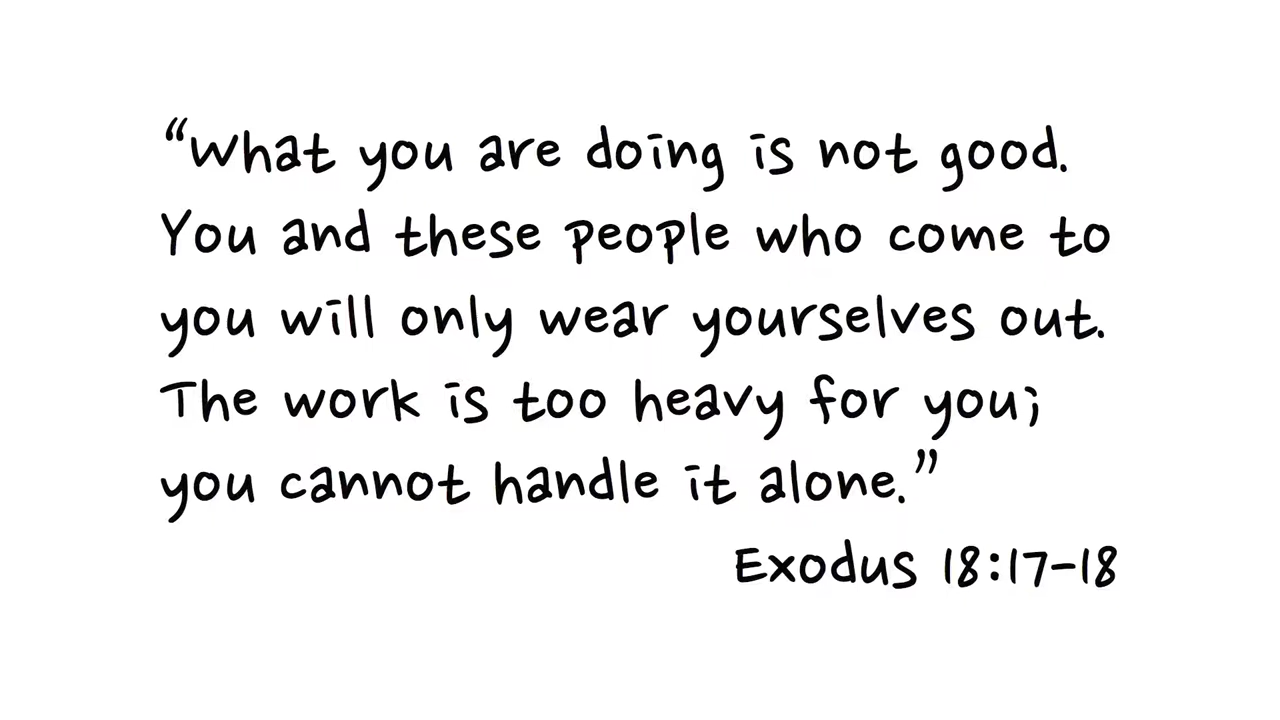 “What you are doing is not good.
You and these people who come to
you will only wear yourselves out.
The work is too heavy for you;
you cannot handle it alone.”
Exodus 18:17-18